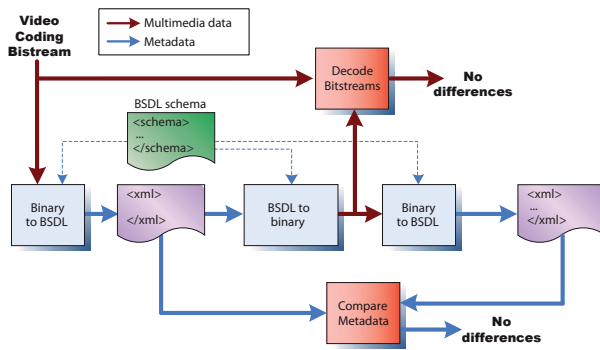 Video
Coding
Bistream
Multimedia data
Metadata
Decode
Bitstreams
No
differences
BSDL schema
<schema>
...
</schema>
Binary
to BSDL
<xml>
</xml>
BSDL to
binary
Binary
to BSDL
<xml>
...
</xml>
Compare
Metadata
No
differences